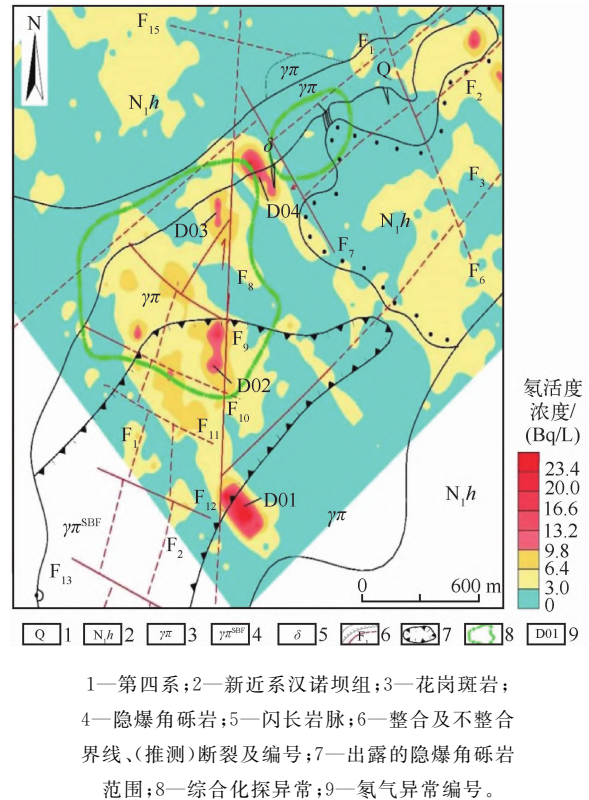 N
F15
F1
γπ
Q
γπ
N1h
F2
δ
F3
D04
N1h
D03
F7
F6
F8
γπ
F9
D02
F10
F11
F1
氡活度
浓度/
(Bq/L)
23.4
20.0
16.6
13.2
9.8
6.4
3.0
0
F12
D01
N1h
γπ
γπSBF
F2
F13
0 600 m
Q 1 N1h 2 γπ 3 γπSBF 4 δ 5 F1 6 7 8 D01 9
1—第四系;2—新近系汉诺坝组;3—花岗斑岩;
4—隐爆角砾岩;5—闪长岩脉;6—整合及不整合
界线、(推测)断裂及编号;7—出露的隐爆角砾岩
范围;8—综合化探异常;9—氡气异常编号。